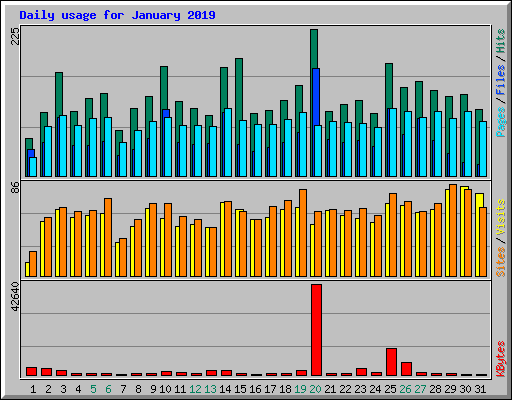 Daily usage for January 2019
225
Pages / Files / Hits
86
Sites / Visits
42640
KBytes
1 2 3 4 5 6 7 8 9 10 11 12 13 14 15 16 17 18 19 20 21 22 23 24 25 26 27 28 29 30 31